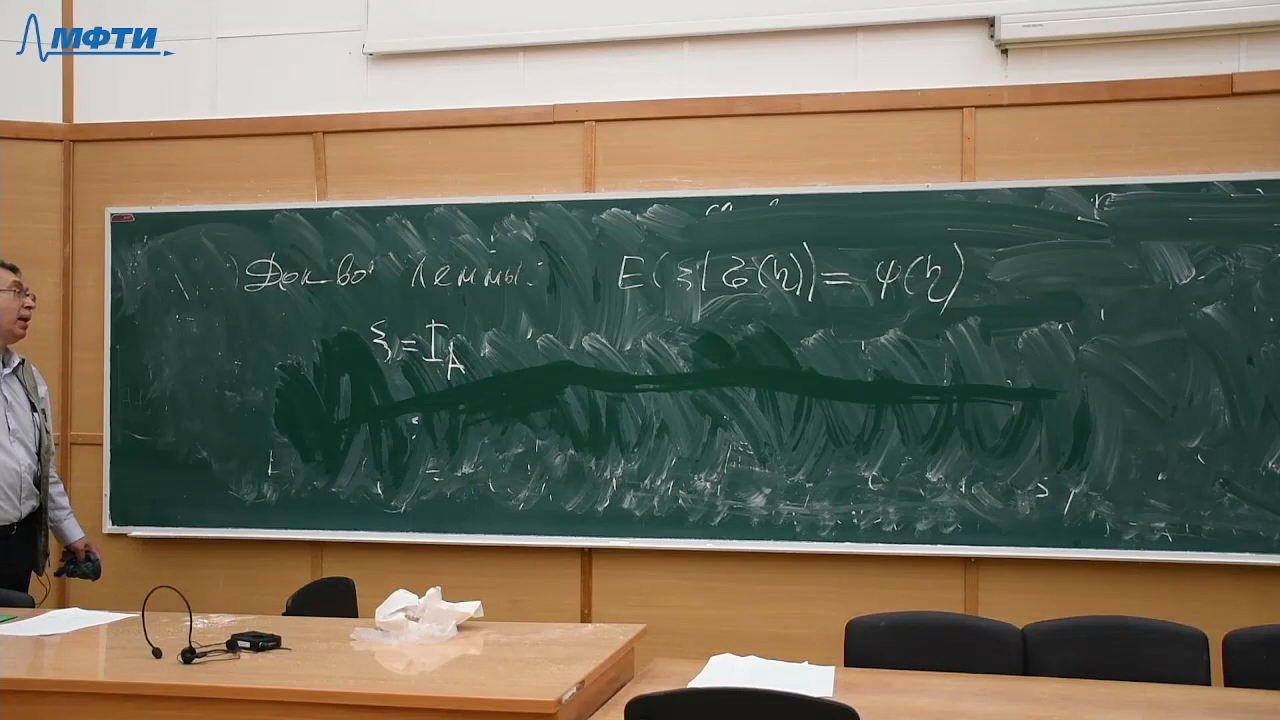 МФТИ
Док-во леммы: E(ξ|σ(η)) = φ(η)
ξ = I_A